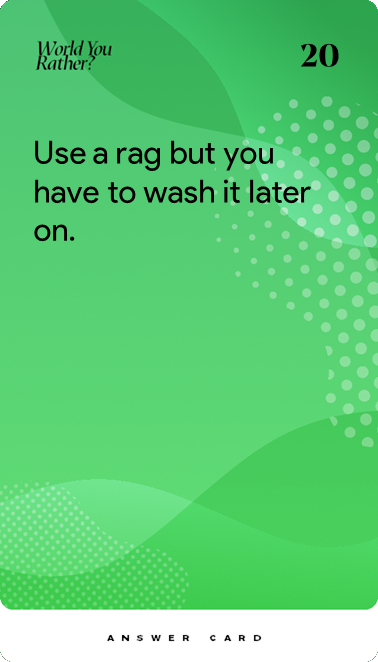 World You
Rather?
20
Use a rag but you
have to wash it later
on.
ANSWER CARD